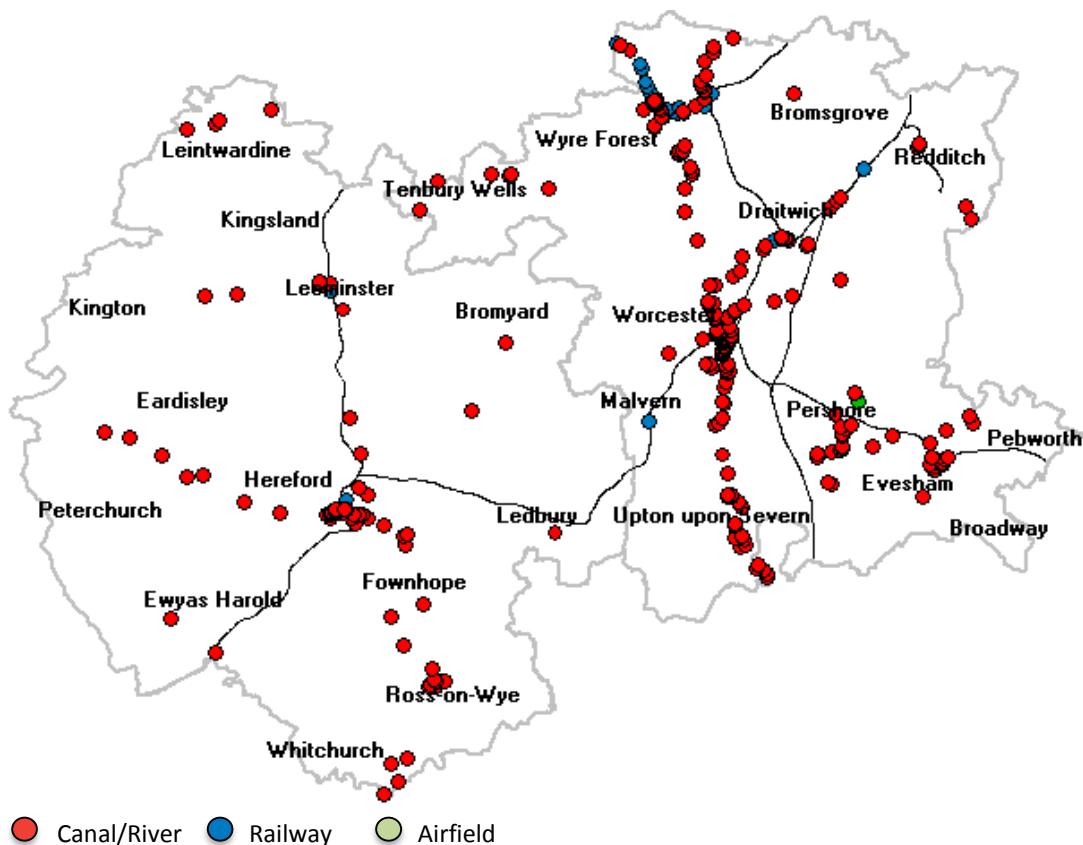 Bromsgrove
Wyre Forest
Leintwardine
Redditch
Tenbury Wells
Kingsland
Droitwich
Leominster
Kington
Bromyard
Worcester
Eardisley
Malvern
Pershore
Pebworth
Hereford
Evesham
Peterchurch
Ledbury
Upton upon Severn
Broadway
Fownhope
Ewyas Harold
Ross-on-Wye
Whitchurch
Canal/River Railway Airfield